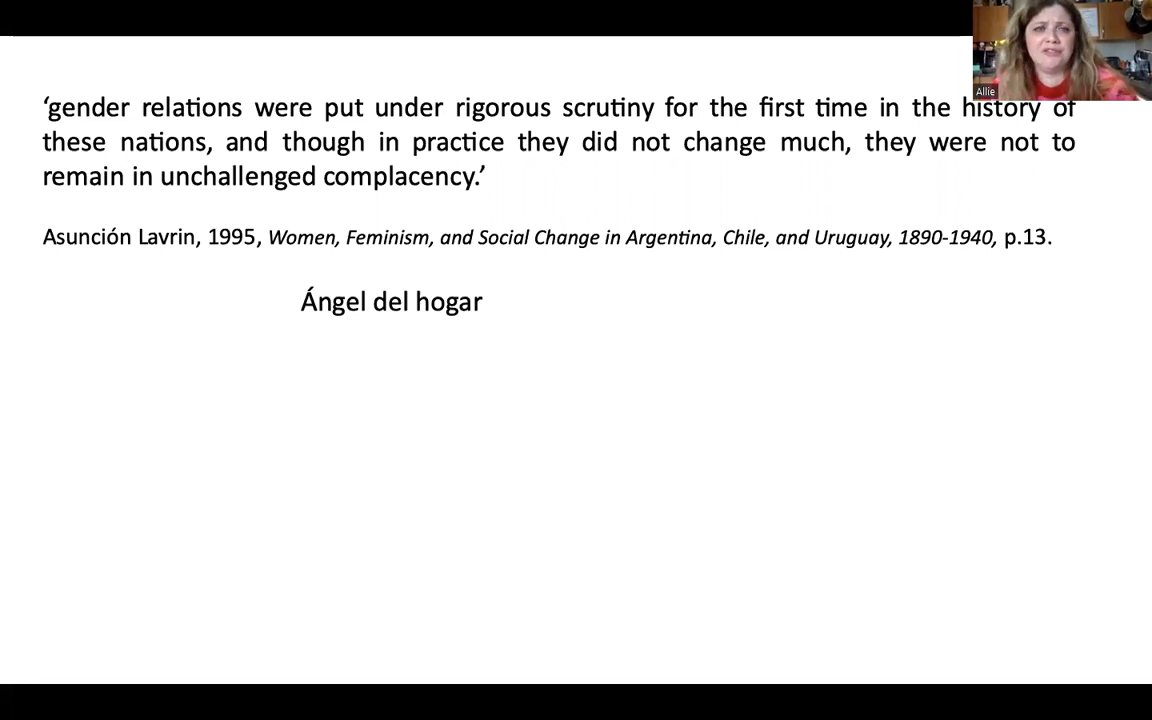 ‘gender relations were put under rigorous scrutiny for the first time in the history of
these nations, and though in practice they did not change much, they were not to
remain in unchallenged complacency.’
Asunción Lavrin, 1995, Women, Feminism, and Social Change in Argentina, Chile, and Uruguay, 1890-1940, p.13.
Ángel del hogar
Allie